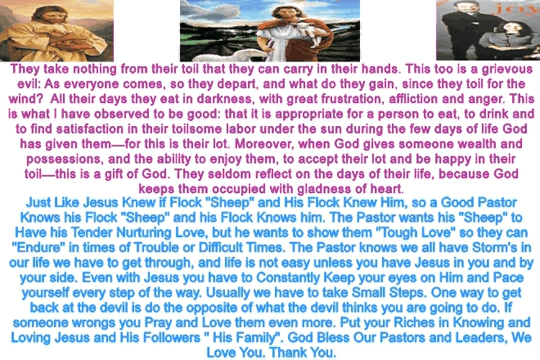 joy
They take nothing from their toil that they can carry in their hands. This too is a grievous
evil: As everyone comes, so they depart, and what do they gain, since they toil for the
wind?  All their days they eat in darkness, with great frustration, affliction and anger. This
is what I have observed to be good: that it is appropriate for a person to eat, to drink and
to find satisfaction in their toilsome labor under the sun during the few days of life God
has given them—for this is their lot. Moreover, when God gives someone wealth and
possessions, and the ability to enjoy them, to accept their lot and be happy in their
toil—this is a gift of God. They seldom reflect on the days of their life, because God
keeps them occupied with gladness of heart.
Just Like Jesus Knew if Flock "Sheep" and His Flock Knew Him, so a Good Pastor
Knows his Flock "Sheep" and his Flock Knows him. The Pastor wants his "Sheep" to
Have his Tender Nurturing Love, but he wants to show them "Tough Love" so they can
"Endure" in times of Trouble or Difficult Times. The Pastor knows we all have Storm's in
our life we have to get through, and life is not easy unless you have Jesus in you and by
your side. Even with Jesus you have to Constantly Keep your eyes on Him and Pace
yourself every step of the way. Usually we have to take Small Steps. One way to get
back at the devil is do the opposite of what the devil thinks you are going to do. If
someone wrongs you Pray and Love them even more. Put your Riches in Knowing and
Loving Jesus and His Followers " His Family". God Bless Our Pastors and Leaders, We
Love You. Thank You.